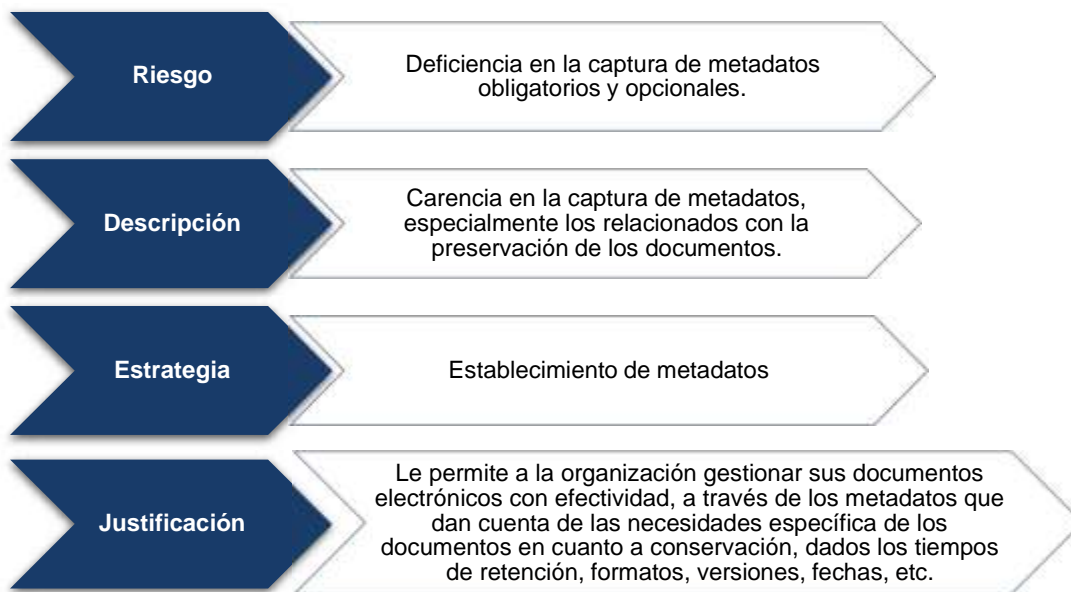 Riesgo
Deficiencia en la captura de metadatos
obligatorios y opcionales.
Descripción
Carencia en la captura de metadatos,
especialmente los relacionados con la
preservación de los documentos.
Estrategia
Establecimiento de metadatos
Justificación
Le permite a la organización gestionar sus documentos
electrónicos con efectividad, a través de los metadatos que
dan cuenta de las necesidades específica de los
documentos en cuanto a conservación, dados los tiempos
de retención, formatos, versiones, fechas, etc.